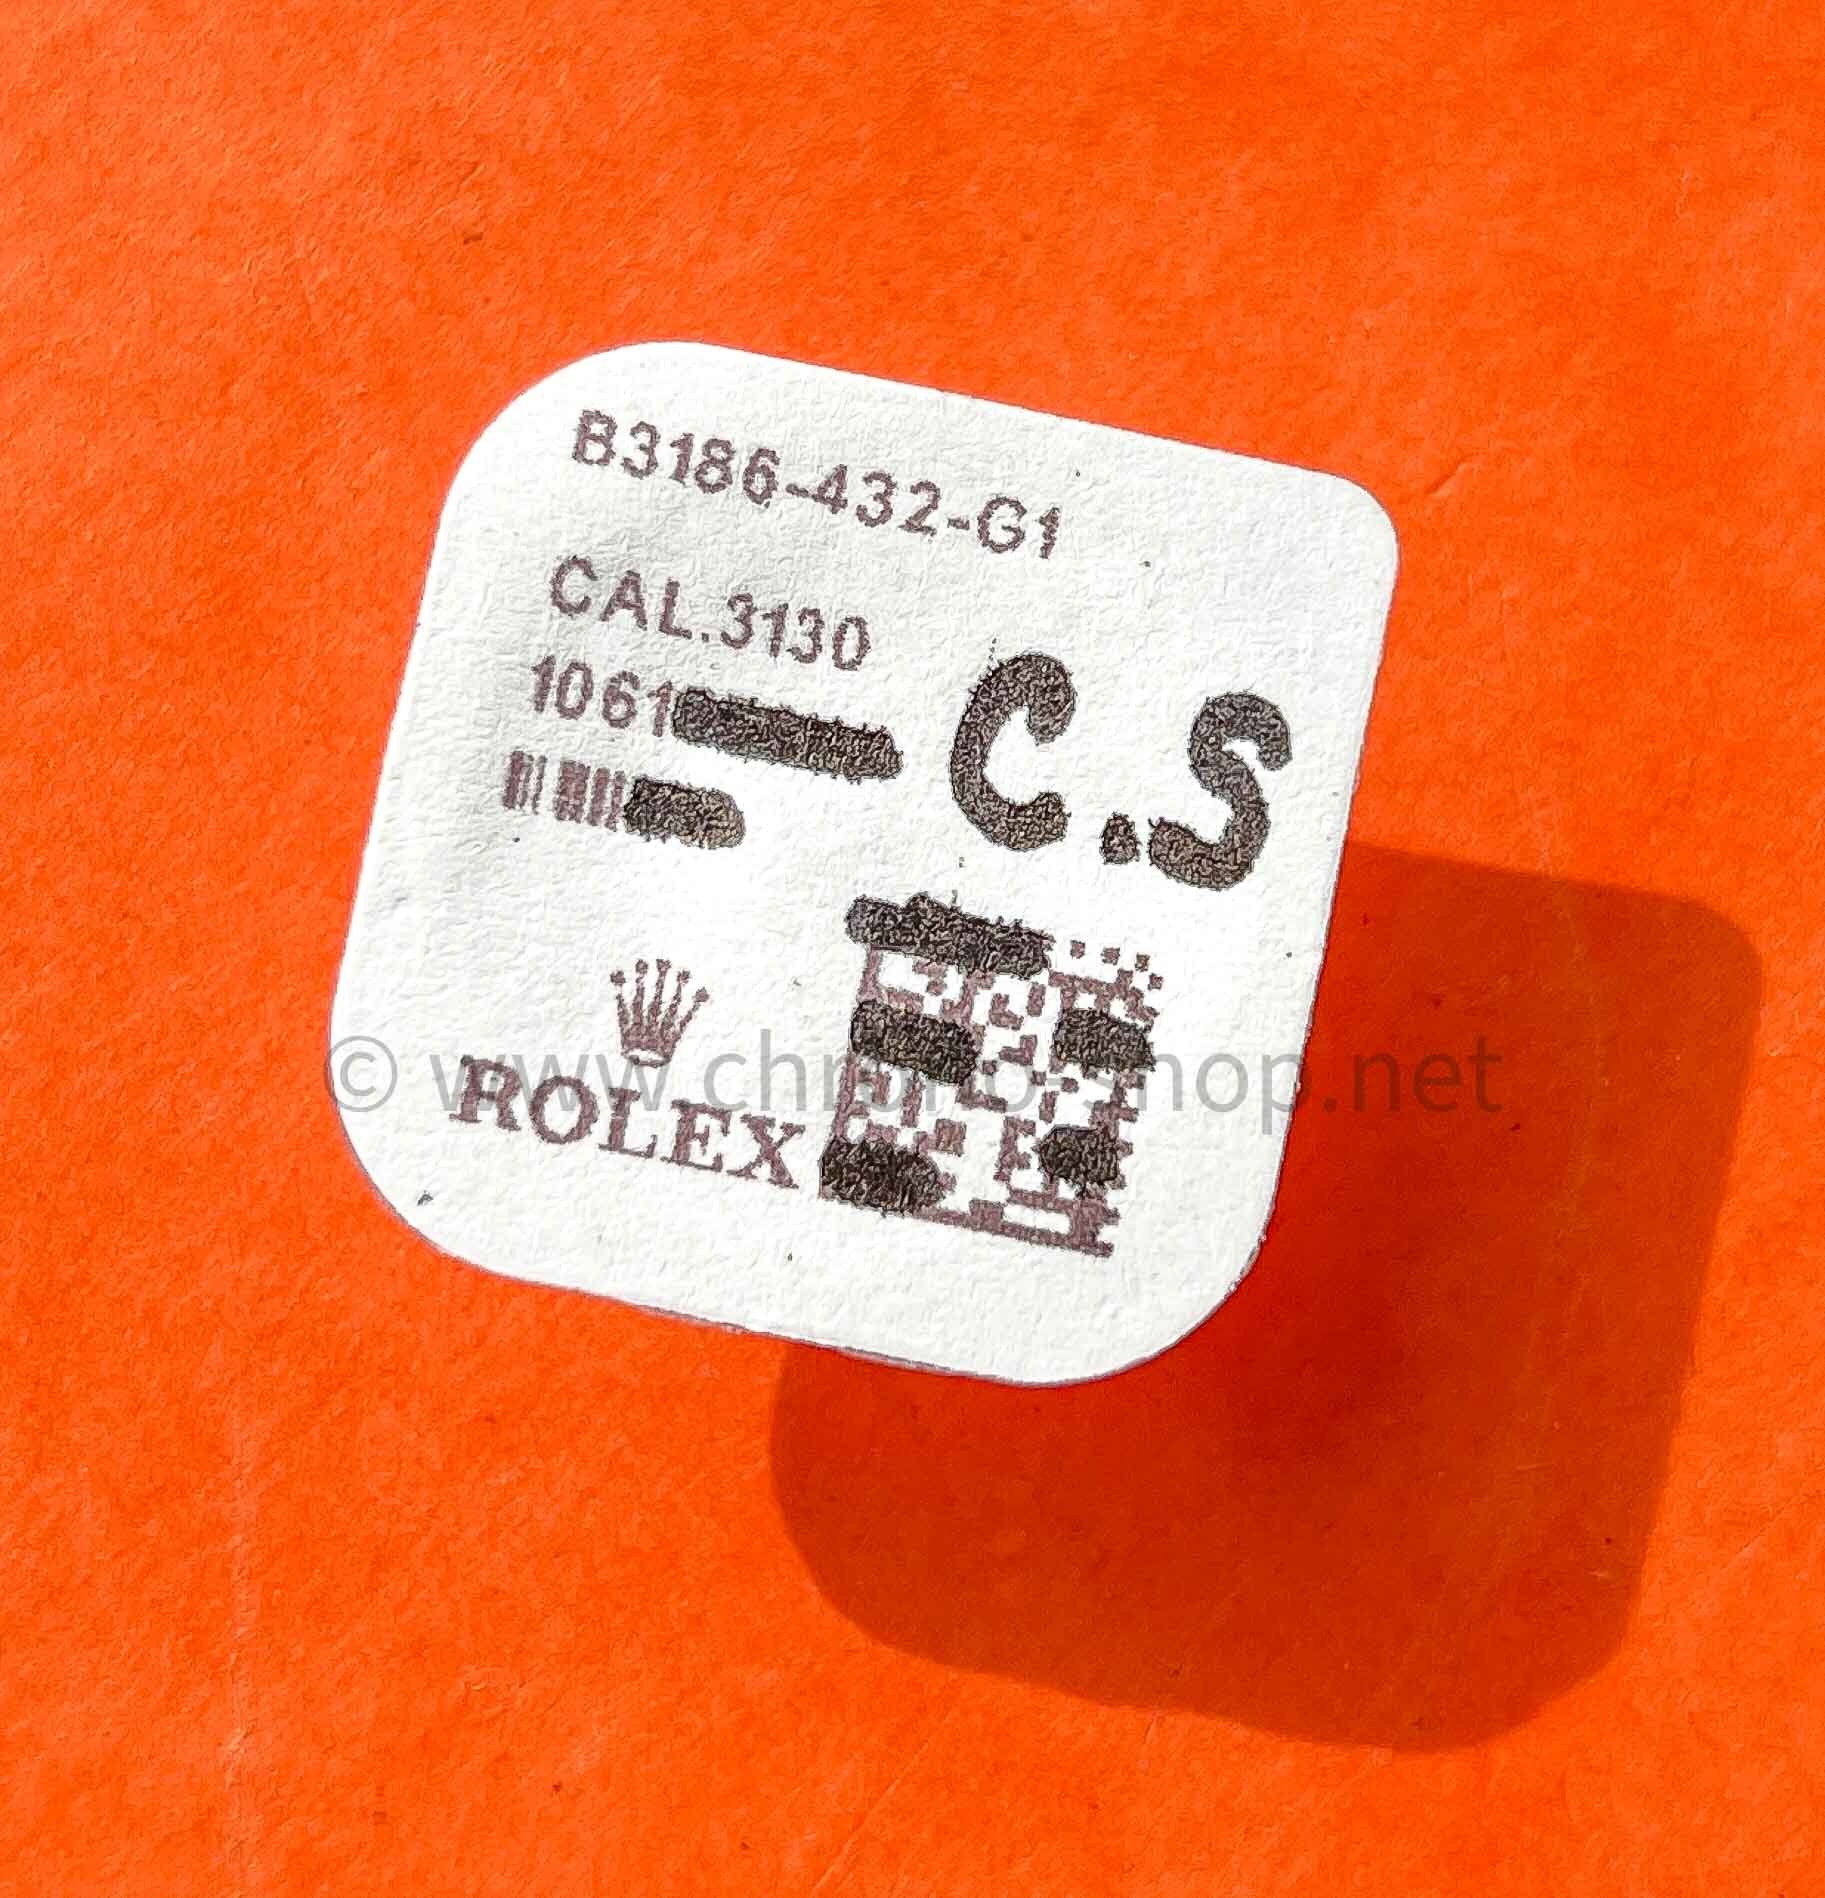 B3186-432-G1
CAL.3130
1061
C.S
ROLEX
© www.chrono-shop.net